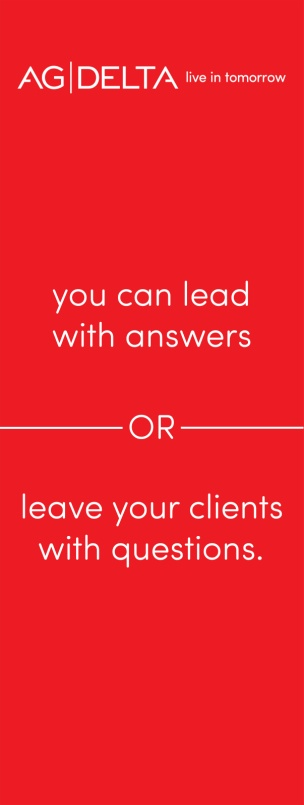 AG|DELTA live in tomorrow
you can lead
with answers
OR
leave your clients
with questions.